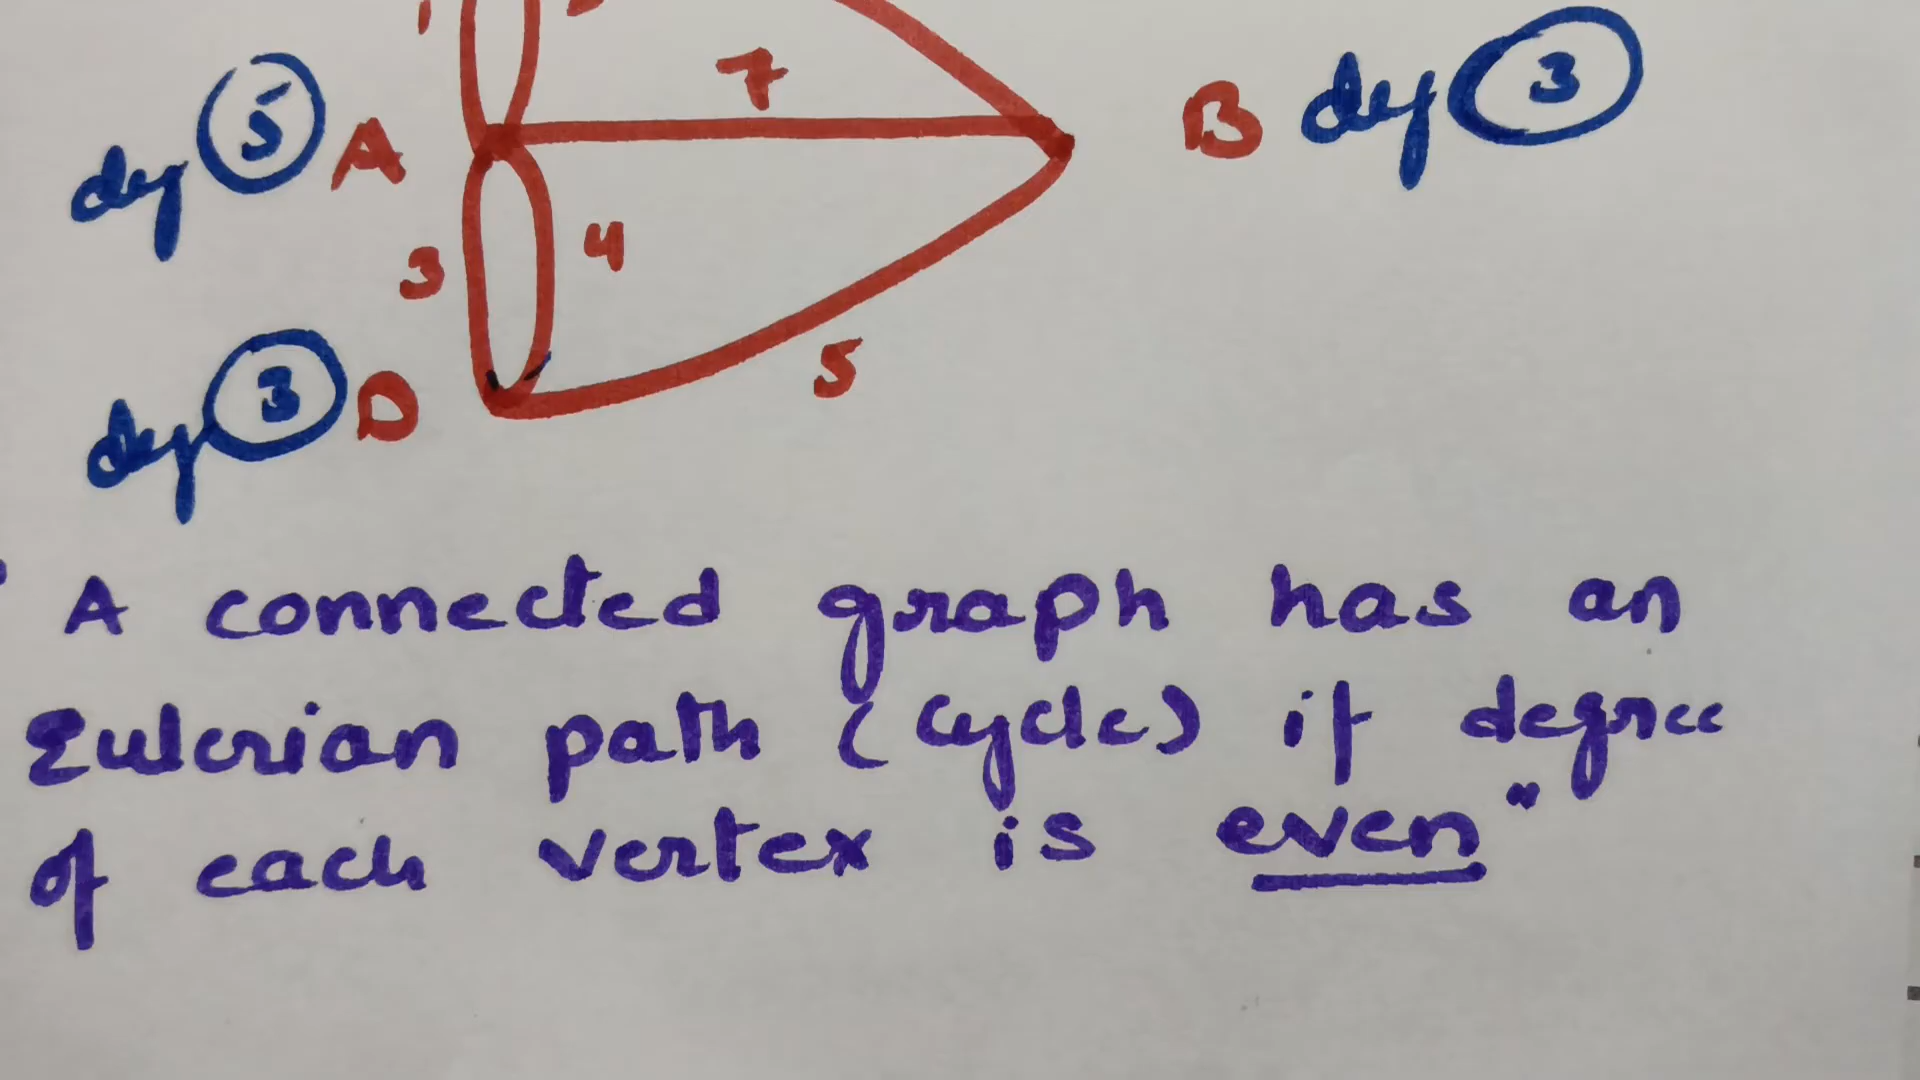 1
7
B deg 3
deg 5 A
3
4
5
deg 3 D
A connected graph has an
Eulerian path (cycle) if degree
of each vertex is even"